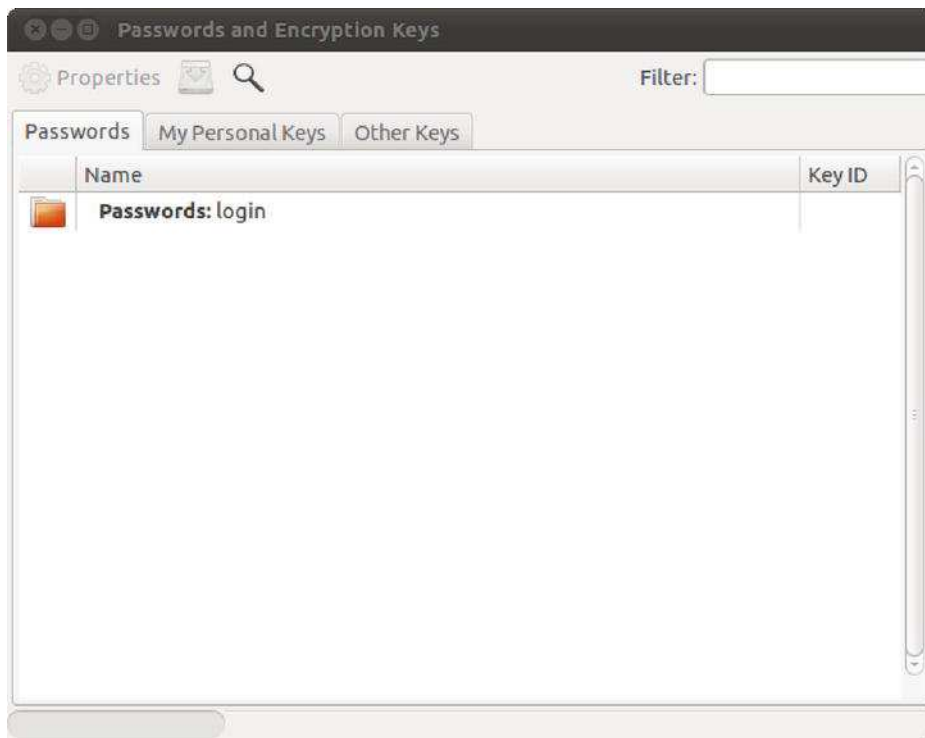 Passwords and Encryption Keys
Properties Filter:
Passwords My Personal Keys Other Keys
Name Key ID
Passwords: login